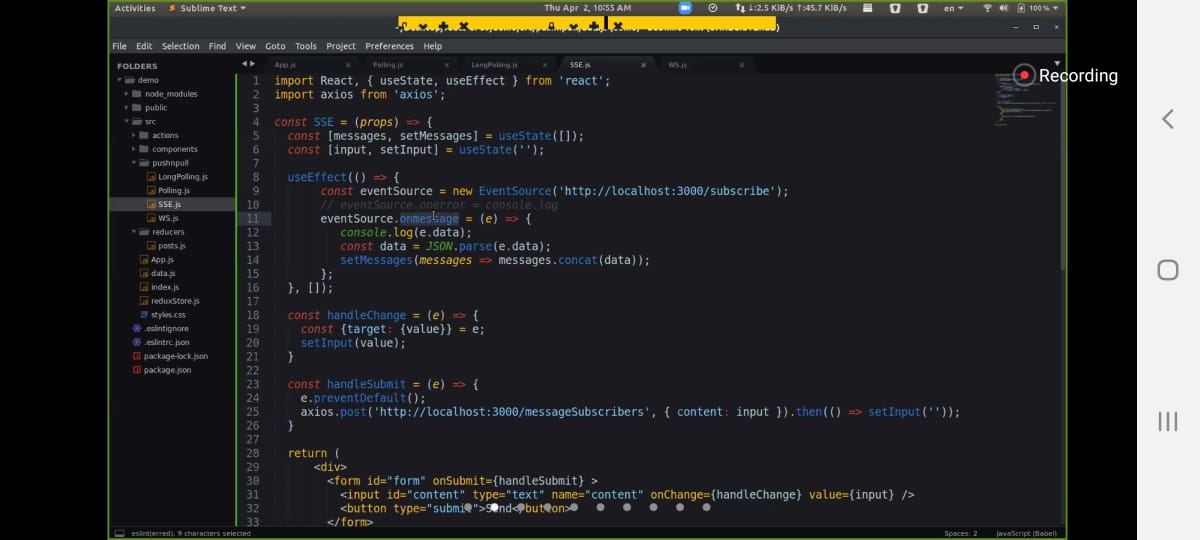 Activities Sublime Text Thu Apr 2, 10:55 AM ↑↓:2.5 KiB/s ↑:45.7 KiB/s en 100%
File Edit Selection Find View Goto Tools Project Preferences Help
FOLDERS
demo
node_modules
public
src
actions
components
pushnpull
LongPolling.js
Polling.js
SSE.js
WS.js
reducers
posts.js
App.js
data.js
index.js
reduxStore.js
styles.css
.eslintignore
.eslintrc.json
package-lock.json
package.json
App.js Polling.js LongPolling.js SSE.js WS.js
Recording
1 import React, { useState, useEffect } from 'react';
2 import axios from 'axios';
3
4 const SSE = (props) => {
5 const [messages, setMessages] = useState([]);
6 const [input, setInput] = useState('');
7
8 useEffect(() => {
9 const eventSource = new EventSource('http://localhost:3000/subscribe');
10 // eventSource.onerror = console.log
11 eventSource.onmessage = (e) => {
12 console.log(e.data);
13 const data = JSON.parse(e.data);
14 setMessages(messages => messages.concat(data));
15 };
16 }, []);
17
18 const handleChange = (e) => {
19 const {target: {value}} = e;
20 setInput(value);
21 }
22
23 const handleSubmit = (e) => {
24 e.preventDefault();
25 axios.post('http://localhost:3000/messageSubscribers', { content: input }).then(() => setInput(''));
26 }
27
28 return (
29 <div>
30 <form id="form" onSubmit={handleSubmit} >
31 <input id="content" type="text" name="content" onChange={handleChange} value={input} />
32 <button type="submit">Send</button>
33 </form>
eslint(erred), 9 characters selected Spaces: 2 JavaScript (Babel)